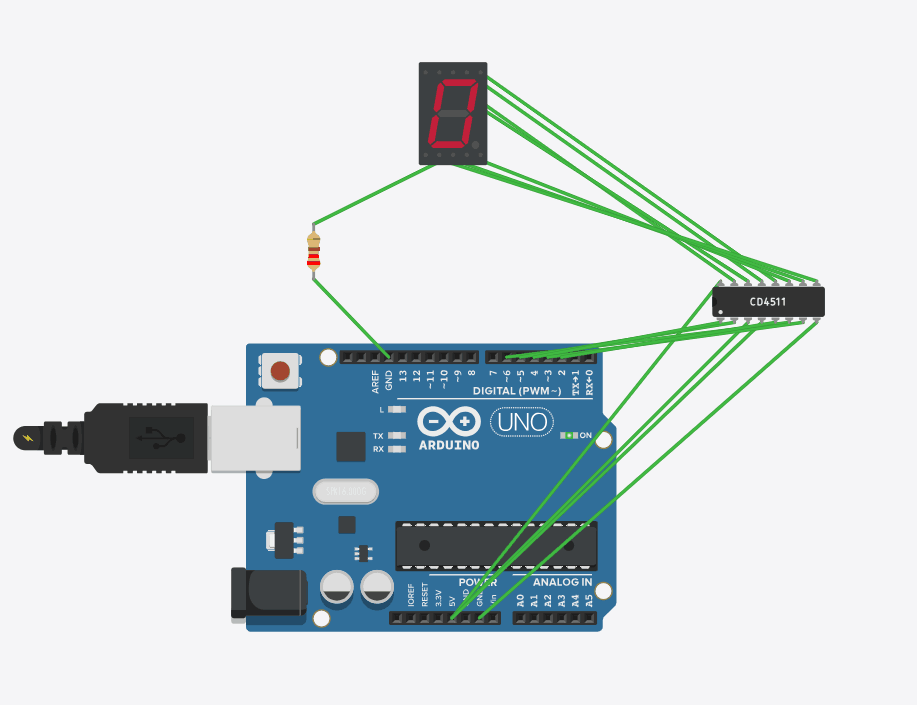 CD4511
AREF
GND
13
12
~11
~10
~9
8
7
~6
~5
4
~3
2
TX→1
RX←0
DIGITAL (PWM~)
L
TX
RX
ARDUINO
UNO
ON
POWER
ANALOG IN
IOREF
RESET
3.3V
5V
GND
GND
Vin
A0
A1
A2
A3
A4
A5